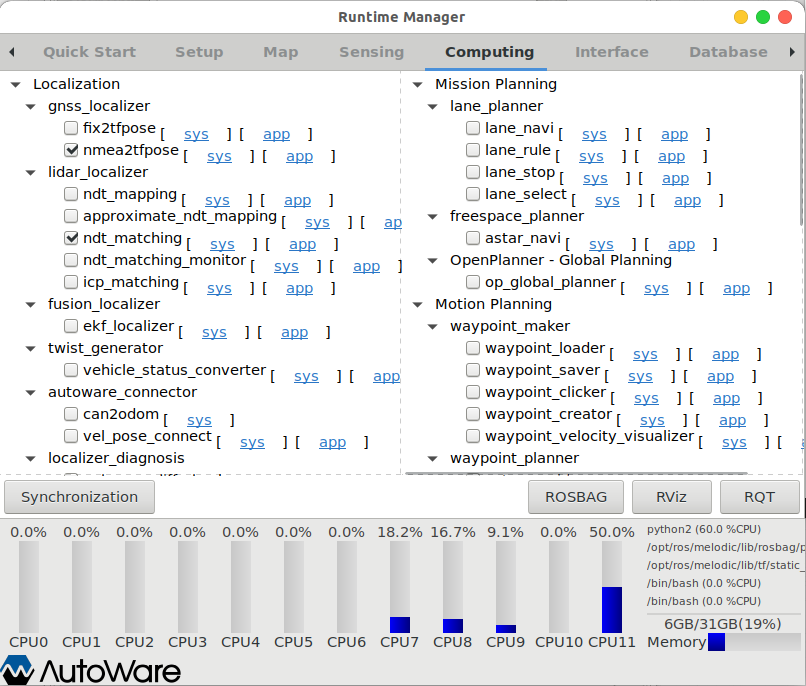 Runtime Manager
Quick Start Setup Map Sensing Computing Interface Database
Localization
gnss_localizer
fix2tfpose [ sys ] [ app ]
nmea2tfpose [ sys ] [ app ]
lidar_localizer
ndt_mapping [ sys ] [ app ]
approximate_ndt_mapping [ sys ] [ ap
ndt_matching [ sys ] [ app ]
ndt_matching_monitor [ sys ] [ app ]
icp_matching [ sys ] [ app ]
fusion_localizer
ekf_localizer [ sys ] [ app ]
twist_generator
vehicle_status_converter [ sys ] [ app
autoware_connector
can2odom [ sys ]
vel_pose_connect [ sys ] [ app ]
localizer_diagnosis
Mission Planning
lane_planner
lane_navi [ sys ] [ app ]
lane_rule [ sys ] [ app ]
lane_stop [ sys ] [ app ]
lane_select [ sys ] [ app ]
freespace_planner
astar_navi [ sys ] [ app ]
OpenPlanner - Global Planning
op_global_planner [ sys ] [ app ]
Motion Planning
waypoint_maker
waypoint_loader [ sys ] [ app ]
waypoint_saver [ sys ] [ app ]
waypoint_clicker [ sys ] [ app ]
waypoint_creator [ sys ] [ app ]
waypoint_velocity_visualizer [ sys ] [
waypoint_planner
Synchronization ROSBAG RViz RQT
0.0% 0.0% 0.0% 0.0% 0.0% 0.0% 0.0% 18.2% 16.7% 9.1% 0.0% 50.0%
CPU0 CPU1 CPU2 CPU3 CPU4 CPU5 CPU6 CPU7 CPU8 CPU9 CPU10 CPU11
python2 (60.0 %CPU)
/opt/ros/melodic/lib/rosbag/p
/opt/ros/melodic/lib/tf/static_
/bin/bash (0.0 %CPU)
/bin/bash (0.0 %CPU)
6GB/31GB(19%)
Memory
AutoWare